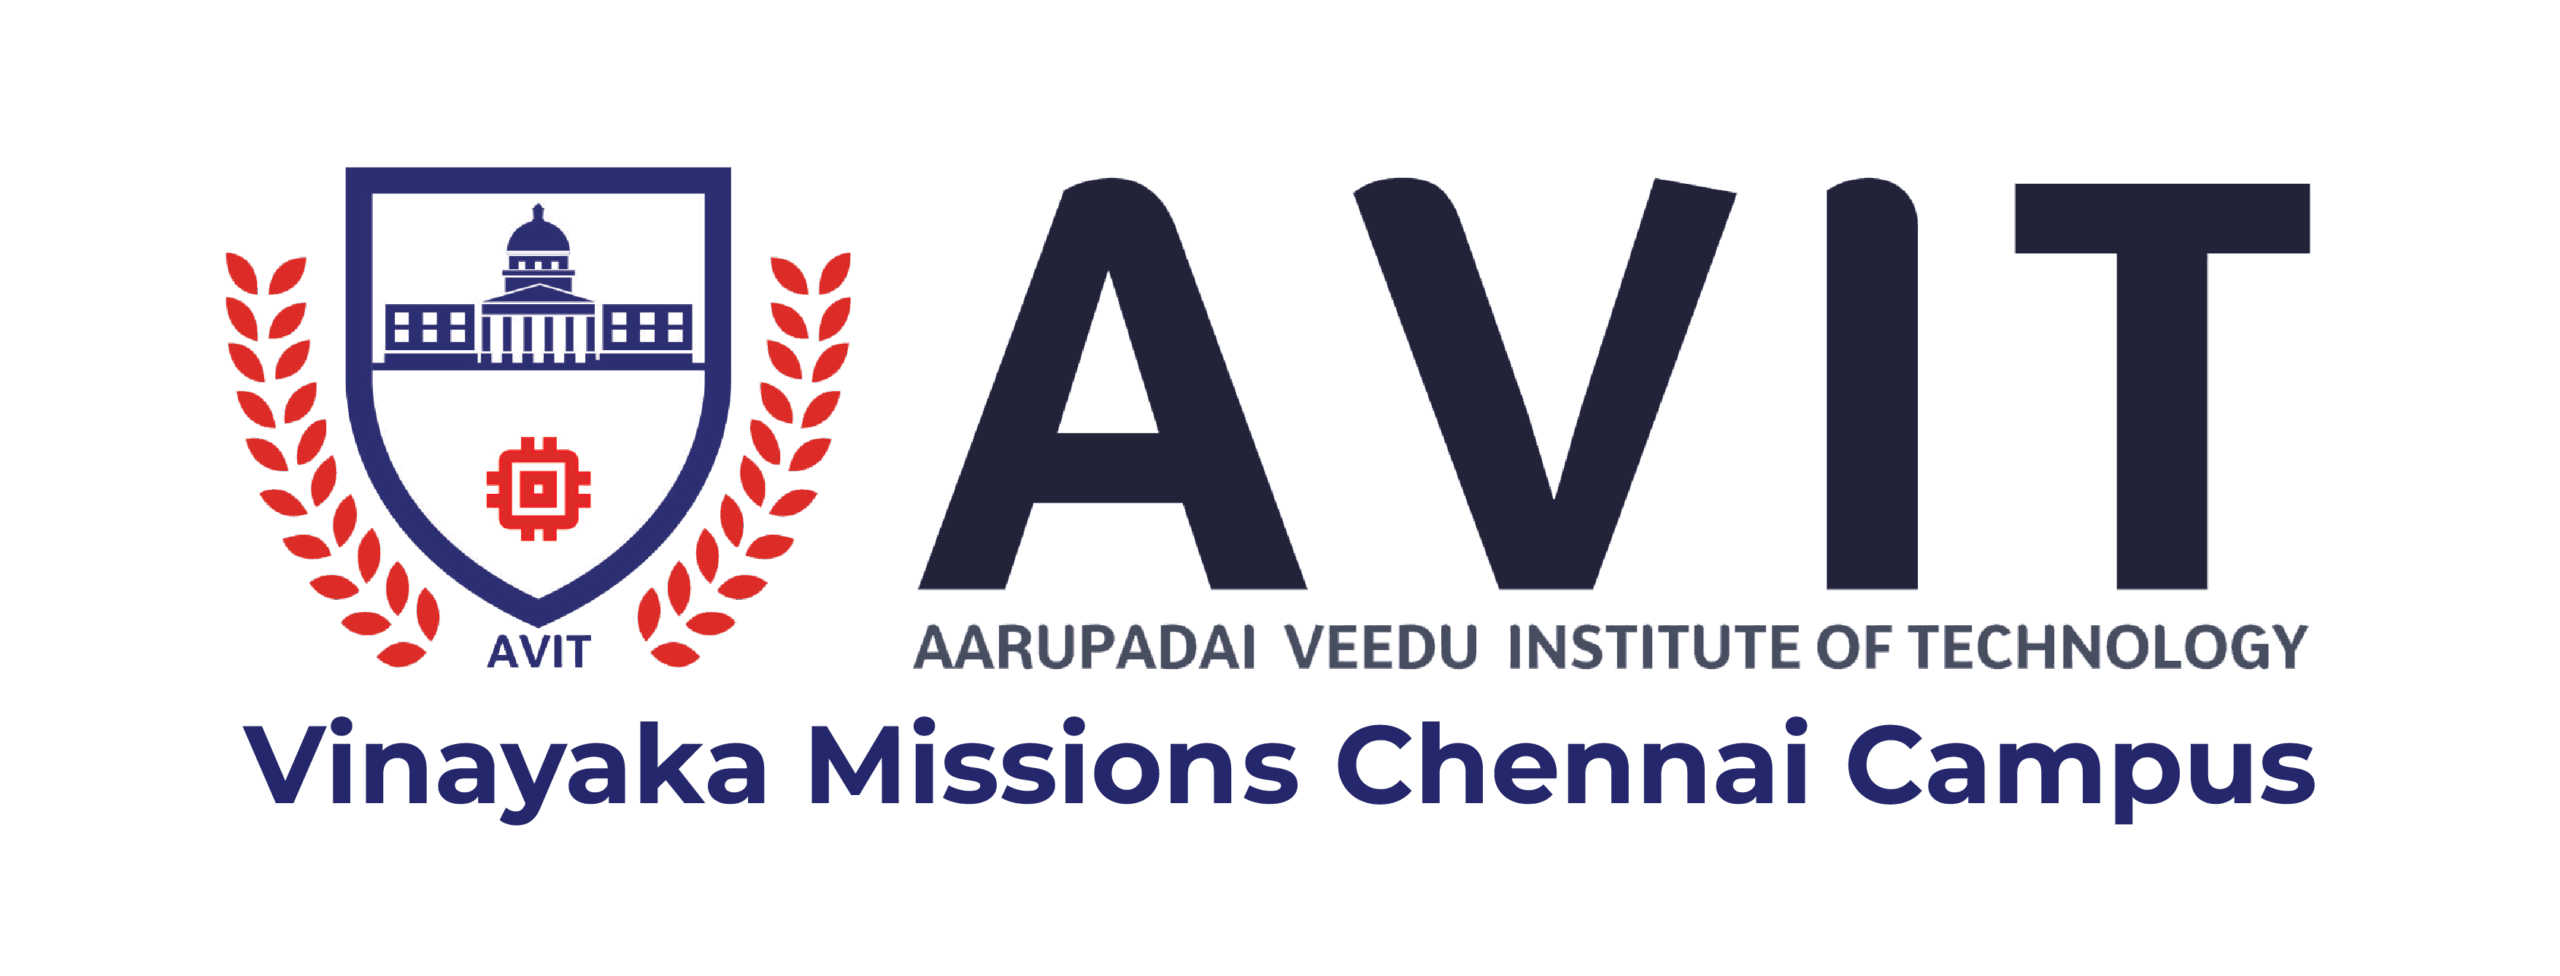 AVIT
AVIT
AARUPADAI VEEDU INSTITUTE OF TECHNOLOGY
Vinayaka Missions Chennai Campus